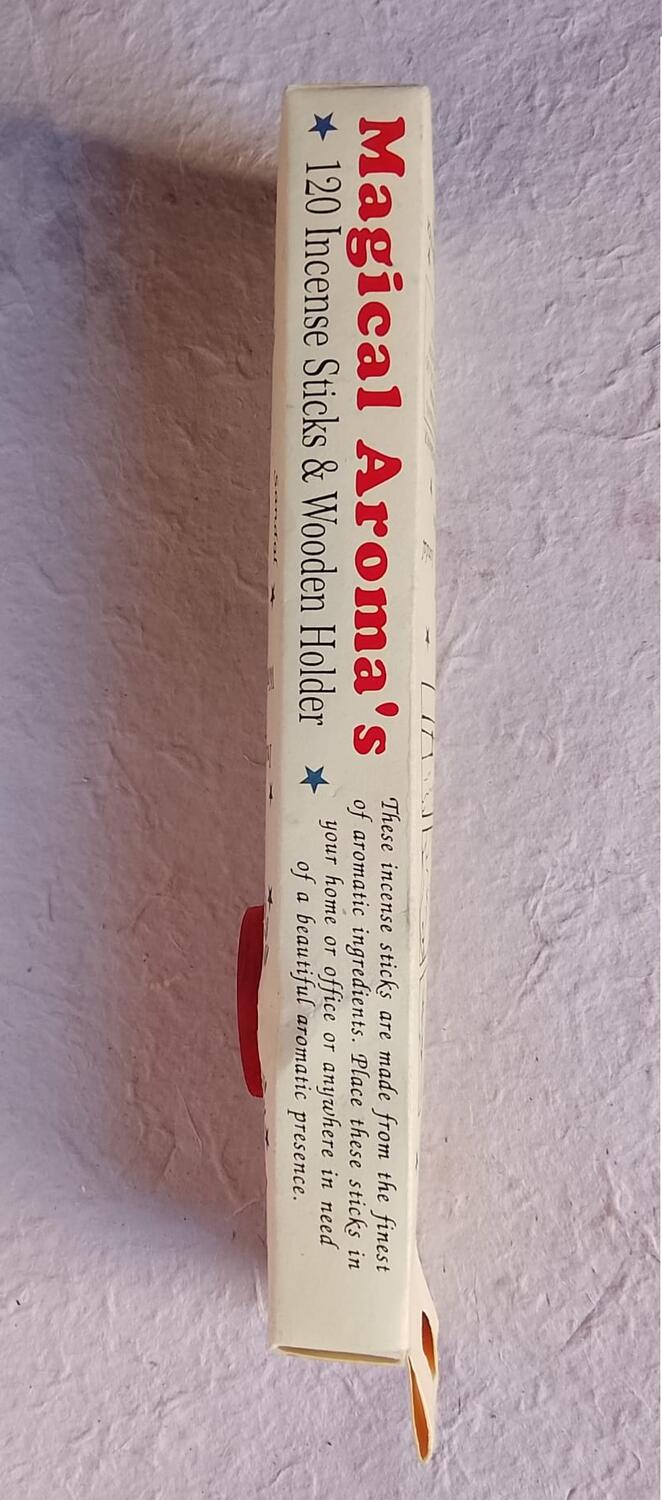 Magical Aroma's
★ 120 Incense Sticks & Wooden Holder ★
These incense sticks are made from the finest
of aromatic ingredients. Place these sticks in
your home or office or anywhere in need
of a beautiful aromatic presence.